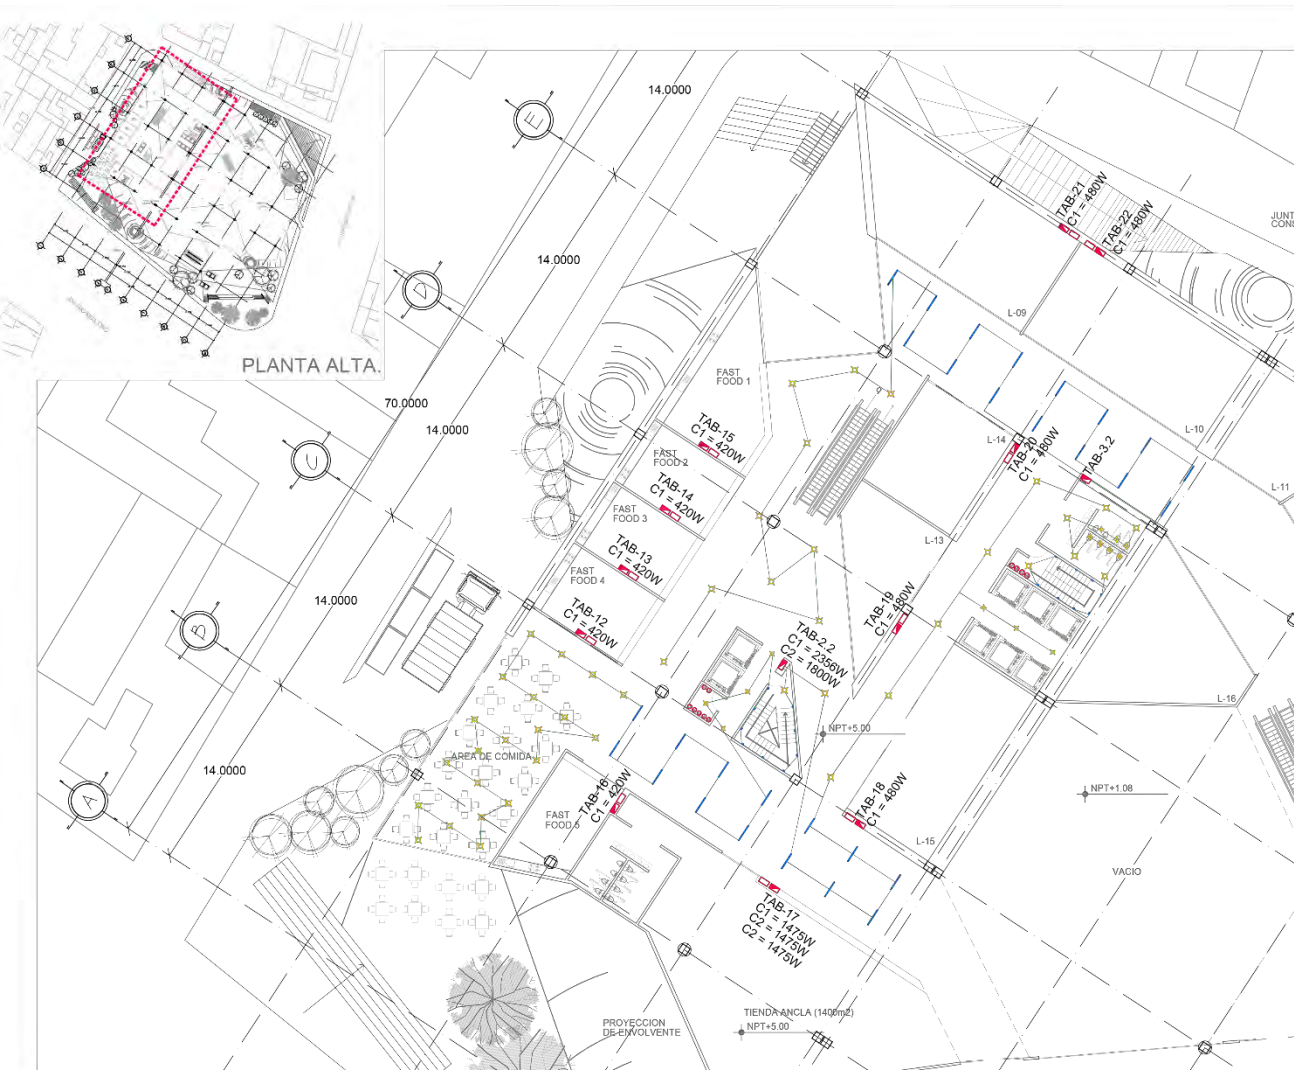 PLANTA ALTA.
14.0000
14.0000
70.0000
14.0000
14.0000
14.0000
E
D
C
B
A
TAB-21
C1 = 480W
TAB-22
C1 = 480W
L-09
L-10
L-11
L-14
L-13
FAST
FOOD 1
TAB-15
C1 = 420W
FAST
FOOD 2
TAB-14
C1 = 420W
FAST
FOOD 3
TAB-13
C1 = 420W
FAST
FOOD 4
TAB-12
C1 = 420W
TAB-20
C1 = 480W
TAB-3.2
TAB-19
C1 = 480W
TAB-2.2
C1 = 2356W
C2 = 1800W
NPT+5.00
L-16
NPT+1.08
AREA DE COMIDA
TAB-16
C1 = 420W
FAST
FOOD 5
TAB-18
C1 = 480W
L-15
VACIO
TAB-17
C1 = 1475W
C2 = 1475W
C2 = 1475W
TIENDA ANCLA (1400m2)
NPT+5.00
PROYECCION
DE ENVOLVENTE
JUNT
CONS